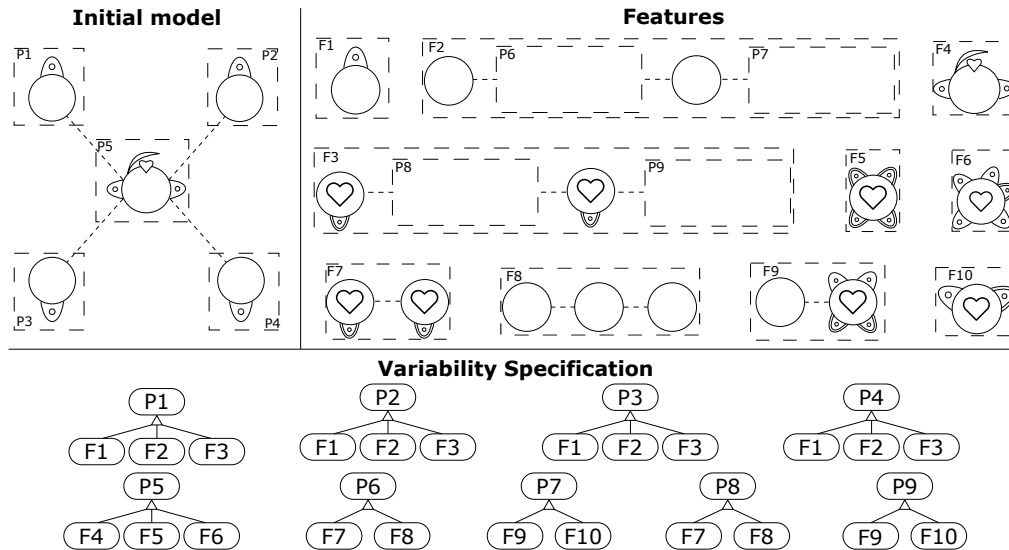 Initial model
P1
P2
P5
P3
P4
Features
F1
F2
P6
P7
F4
F3
P8
P9
F5
F6
F7
F8
F9
F10
Variability Specification
P1
F1 F2 F3
P2
F1 F2 F3
P3
F1 F2 F3
P4
F1 F2 F3
P5
F4 F5 F6
P6
F7 F8
P7
F9 F10
P8
F7 F8
P9
F9 F10